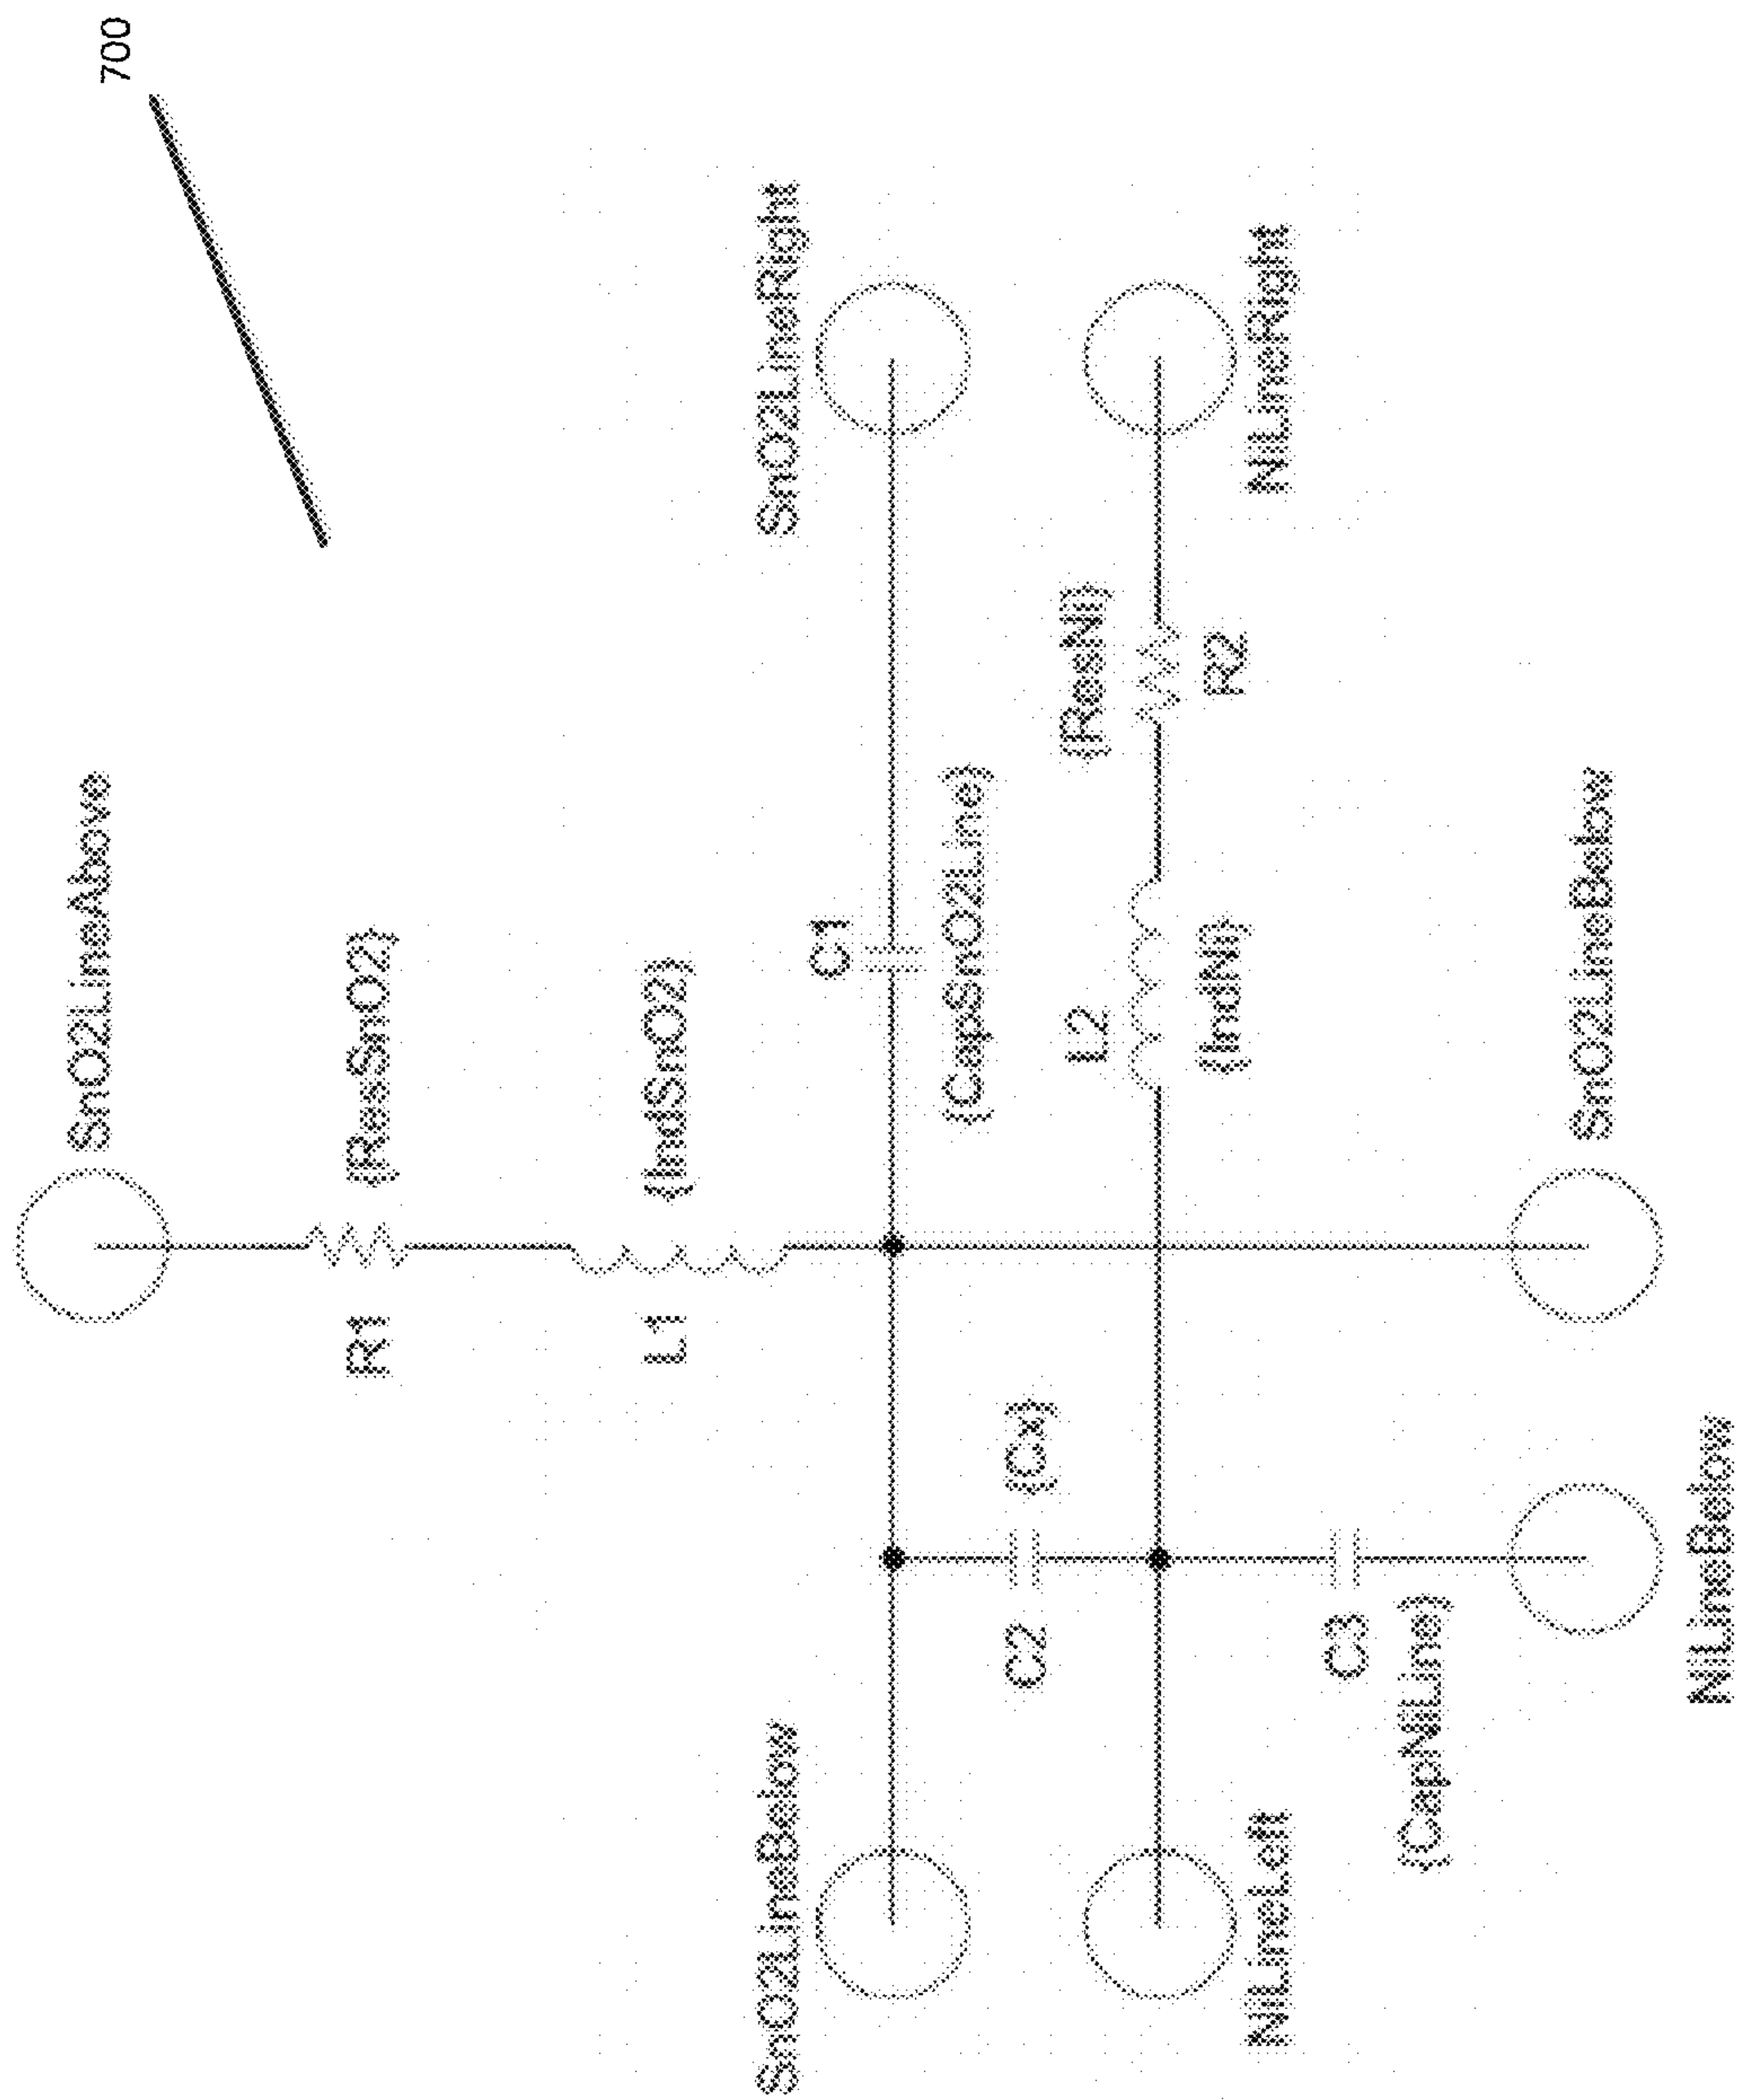 SnO2LineAbove
700
R1
{ResSnO2}
L1
{IndSnO2}
SnO2LineBelow
SnO2LineRight
C1
{CapSnO2Line}
C2
{Cx}
L2
{ResNi}
{IndNi}
R2
NiLineLeft
NiLineRight
C3
{CapNiLine}
SnO2LineBelow
NiLineBelow